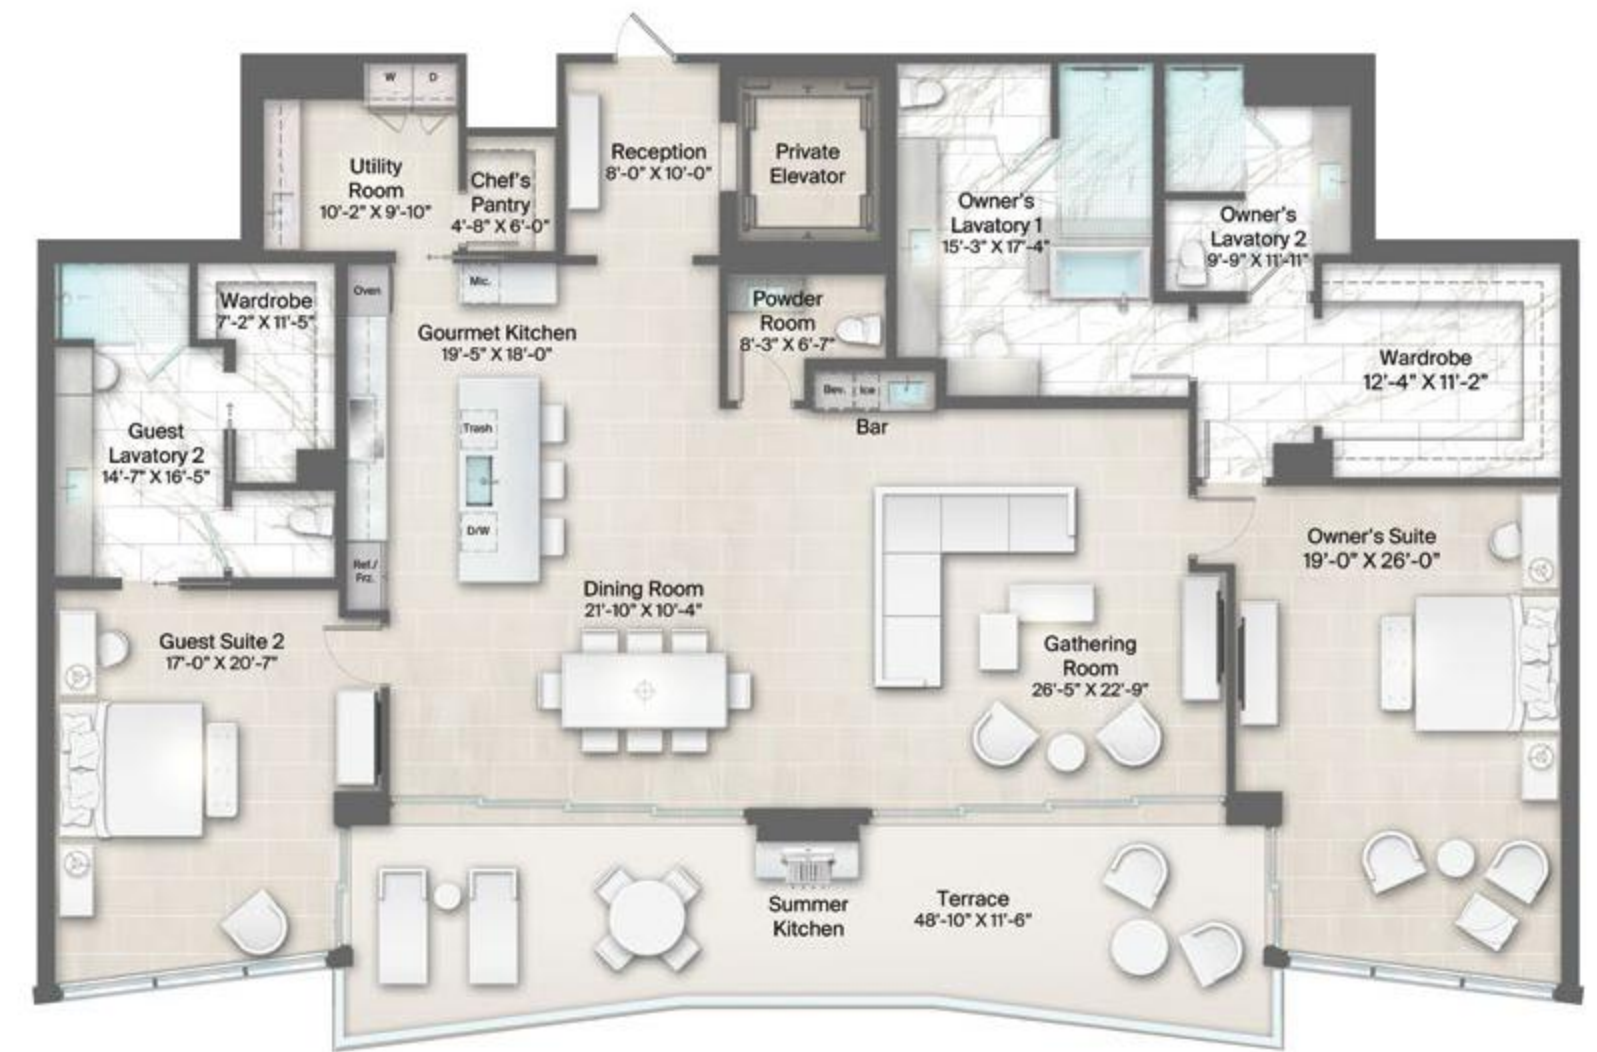 W D
Utility
Room
10'-2" X 9'-10"
Chef's
Pantry
4'-8" X 6'-0"
Reception
8'-0" X 10'-0"
Private
Elevator
Owner's
Lavatory 1
15'-3" X 17'-4"
Owner's
Lavatory 2
9'-9" X 11'-11"
Wardrobe
7'-2" X 11'-5"
Oven
Mic.
Gourmet Kitchen
19'-5" X 18'-0"
Powder
Room
8'-3" X 6'-7"
Wardrobe
12'-4" X 11'-2"
Bev. Ice
Bar
Guest
Lavatory 2
14'-7" X 16'-5"
Trash
D/W
Ref./
Frz.
Owner's Suite
19'-0" X 26'-0"
Dining Room
21'-10" X 10'-4"
Guest Suite 2
17'-0" X 20'-7"
Gathering
Room
26'-5" X 22'-9"
Summer
Kitchen
Terrace
48'-10" X 11'-6"